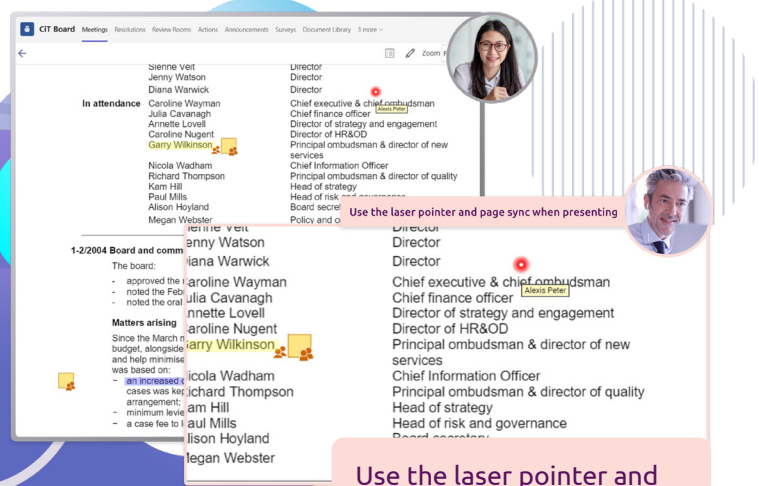 CiT Board Meetings Resolutions Review Rooms Actions Announcements Surveys Document Library 3 more
Zoom
Sienne Veit Director
Jenny Watson Director
Diana Warwick Director
Alexis Peter
In attendance Caroline Wayman Chief executive & chief ombudsman
Julia Cavanagh Chief finance officer
Annette Lovell Director of strategy and engagement
Caroline Nugent Director of HR&OD
Garry Wilkinson Principal ombudsman & director of new
services
Nicola Wadham Chief Information Officer
Richard Thompson Principal ombudsman & director of quality
Kam Hill Head of strategy
Paul Mills Head of risk and governance
Alison Hoyland Board secret
Megan Webster Policy and o
Use the laser pointer and page sync when presenting
1-2/2004 Board and comm
The board:
- approved the
- noted the Feb
- noted the oral
Matters arising
Since the March m
budget, alongside
and help minimise
was based on:
– an increased
cases was kep
arrangement;
– minimum levie
– a case fee to
Director
enny Watson Director
iana Warwick Director
Alexis Peter
aroline Wayman Chief executive & chief ombudsman
ulia Cavanagh Chief finance officer
nnette Lovell Director of strategy and engagement
aroline Nugent Director of HR&OD
arry Wilkinson Principal ombudsman & director of new
services
icola Wadham Chief Information Officer
ichard Thompson Principal ombudsman & director of quality
am Hill Head of strategy
aul Mills Head of risk and governance
lison Hoyland Board secretary
Megan Webster
Use the laser pointer and